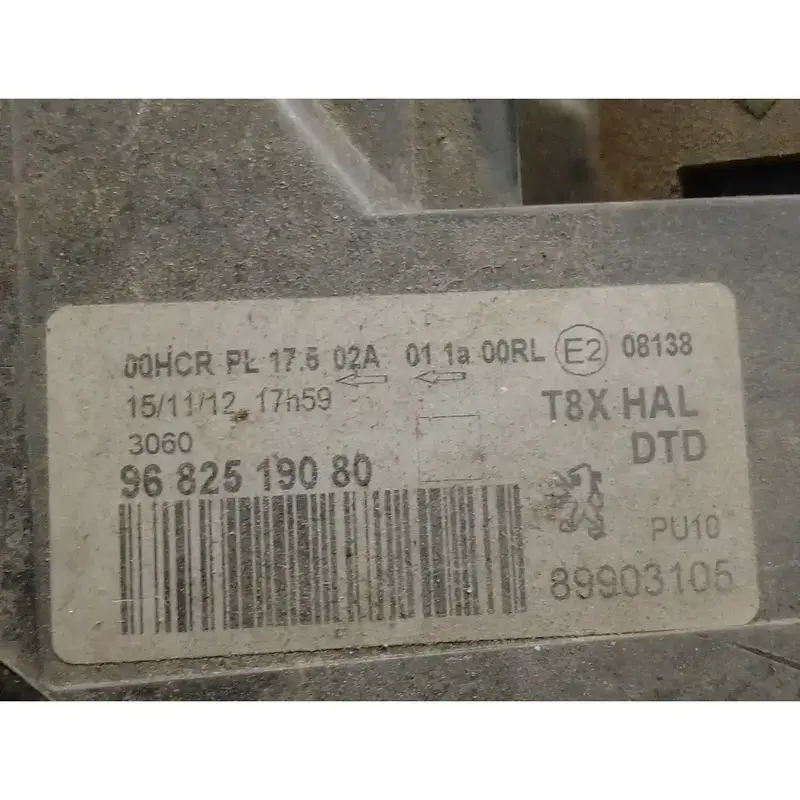 00HCR PL 17.5 02A 01 1a 00RL E2 08138
15/11/12 17h59
T8X HAL
3060
DTD
96 825 190 80
PU10
89903105